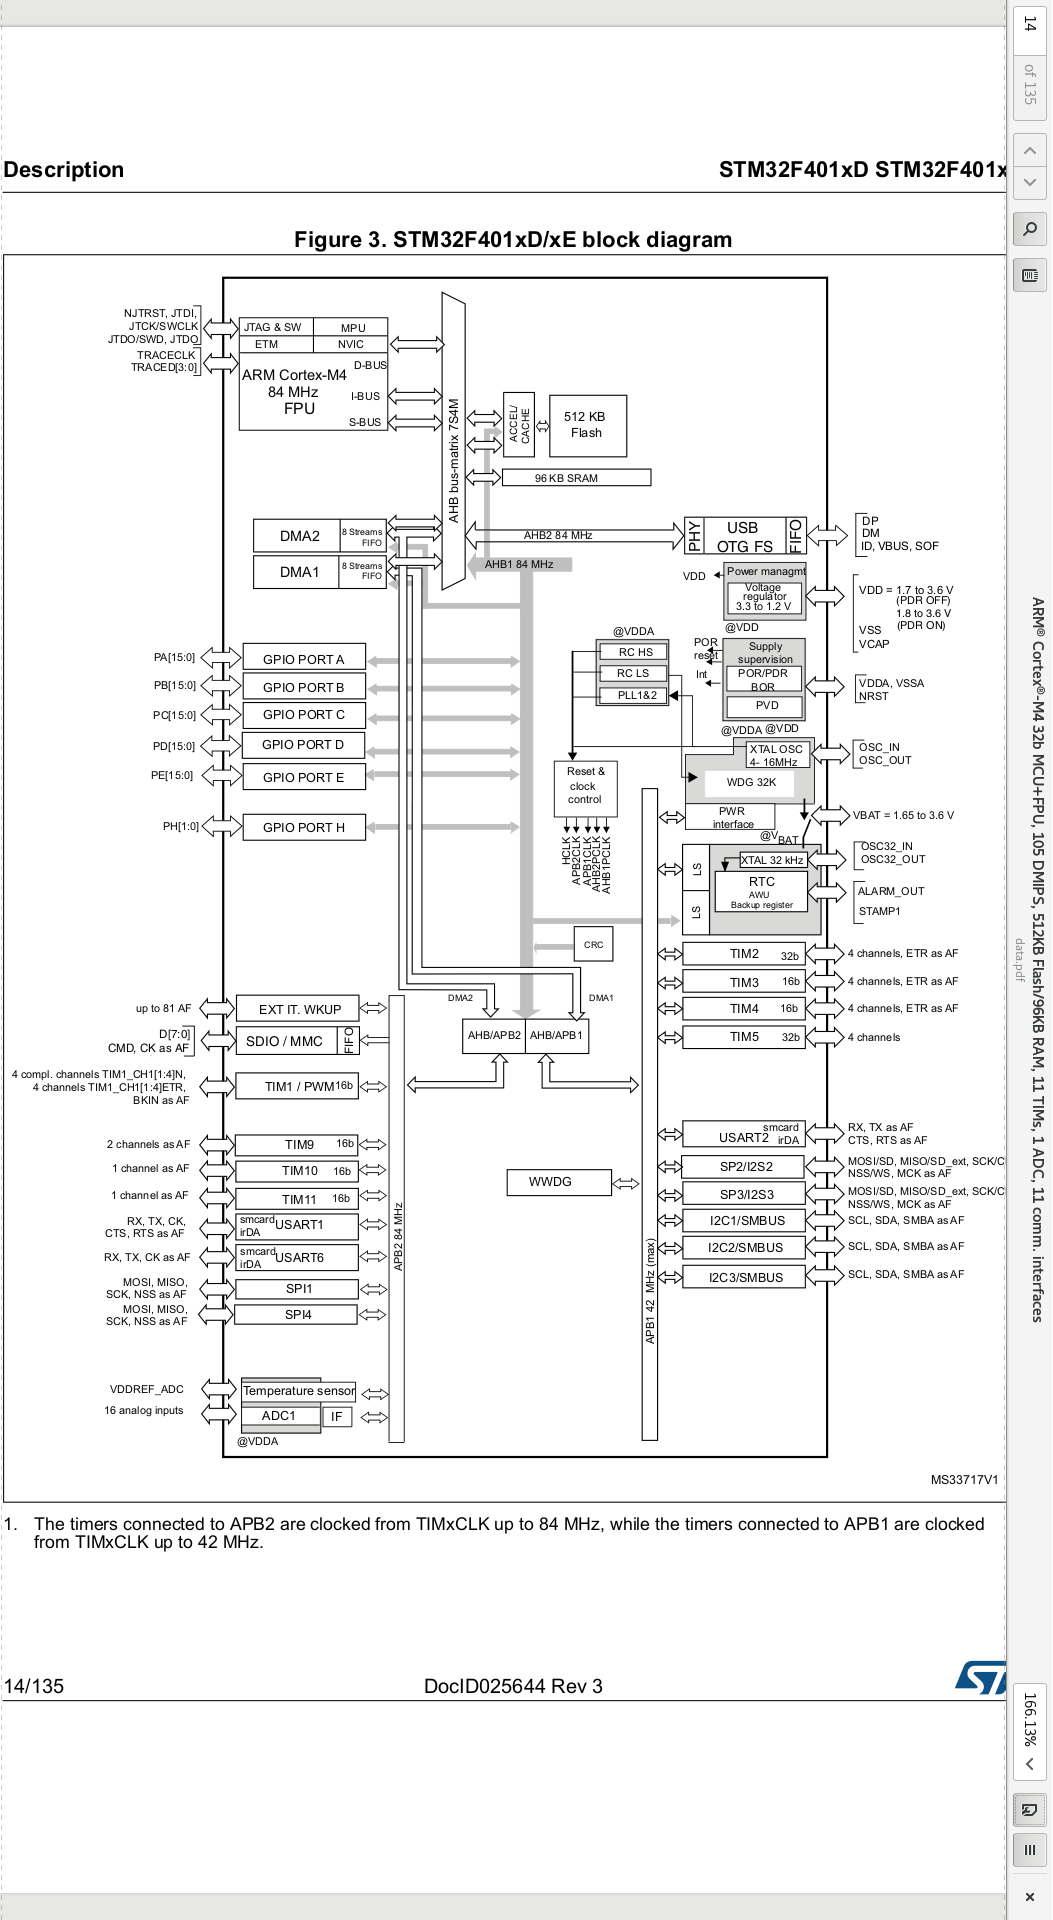 Description
STM32F401xD STM32F401x
Figure 3. STM32F401xD/xE block diagram
NJTRST, JTDI,
JTCK/SWCLK
JTDO/SWD, JTDO
TRACECLK
TRACED[3:0]
JTAG & SW
MPU
ETM
NVIC
D-BUS
ARM Cortex-M4
84 MHz
FPU
I-BUS
S-BUS
AHB bus-matrix 7S4M
ACCEL/
CACHE
512 KB
Flash
96 KB SRAM
DMA2
8 Streams
FIFO
DMA1
8 Streams
FIFO
AHB2 84 MHz
AHB1 84 MHz
PHY
USB
OTG FS
FIFO
DP
DM
ID, VBUS, SOF
VDD
Power managmt
Voltage
regulator
3.3 to 1.2 V
@VDD
VDD = 1.7 to 3.6 V
(PDR OFF)
1.8 to 3.6 V
(PDR ON)
VSS
VCAP
@VDDA
RC HS
RC LS
PLL1&2
POR
reset
Int
Supply
supervision
POR/PDR
BOR
PVD
VDDA, VSSA
NRST
@VDDA @VDD
PA[15:0]
GPIO PORT A
PB[15:0]
GPIO PORT B
PC[15:0]
GPIO PORT C
PD[15:0]
GPIO PORT D
PE[15:0]
GPIO PORT E
PH[1:0]
GPIO PORT H
XTAL OSC
4- 16MHz
OSC_IN
OSC_OUT
WDG 32K
Reset &
clock
control
HCLK
APB2CLK
APB1CLK
AHB2PCLK
AHB1PCLK
PWR
interface
VBAT = 1.65 to 3.6 V
@VBAT
LS
LS
XTAL 32 kHz
OSC32_IN
OSC32_OUT
RTC
AWU
Backup register
ALARM_OUT
STAMP1
CRC
TIM2
32b
4 channels, ETR as AF
TIM3
16b
4 channels, ETR as AF
TIM4
16b
4 channels, ETR as AF
TIM5
32b
4 channels
DMA2
DMA1
AHB/APB2
AHB/APB1
up to 81 AF
EXT IT. WKUP
D[7:0]
CMD, CK as AF
SDIO / MMC
FIFO
4 compl. channels TIM1_CH1[1:4]N,
4 channels TIM1_CH1[1:4]ETR,
BKIN as AF
TIM1 / PWM
16b
2 channels as AF
TIM9
16b
1 channel as AF
TIM10
16b
1 channel as AF
TIM11
16b
RX, TX, CK,
CTS, RTS as AF
smcard
irDA
USART1
RX, TX, CK as AF
smcard
irDA
USART6
MOSI, MISO,
SCK, NSS as AF
SPI1
MOSI, MISO,
SCK, NSS as AF
SPI4
APB2 84 MHz
WWDG
APB1 42 MHz (max)
USART2
smcard
irDA
RX, TX as AF
CTS, RTS as AF
SP2/I2S2
MOSI/SD, MISO/SD_ext, SCK/C
NSS/WS, MCK as AF
SP3/I2S3
MOSI/SD, MISO/SD_ext, SCK/C
NSS/WS, MCK as AF
I2C1/SMBUS
SCL, SDA, SMBA as AF
I2C2/SMBUS
SCL, SDA, SMBA as AF
I2C3/SMBUS
SCL, SDA, SMBA as AF
VDDREF_ADC
Temperature sensor
16 analog inputs
ADC1
IF
@VDDA
MS33717V1
1. The timers connected to APB2 are clocked from TIMxCLK up to 84 MHz, while the timers connected to APB1 are clocked
from TIMxCLK up to 42 MHz.
14/135
DocID025644 Rev 3
14
of 135
ARM® Cortex®-M4 32b MCU+FPU, 105 DMIPS, 512KB Flash/96KB RAM, 11 TIMs, 1 ADC, 11 comm. interfaces
data.pdf
166.13%